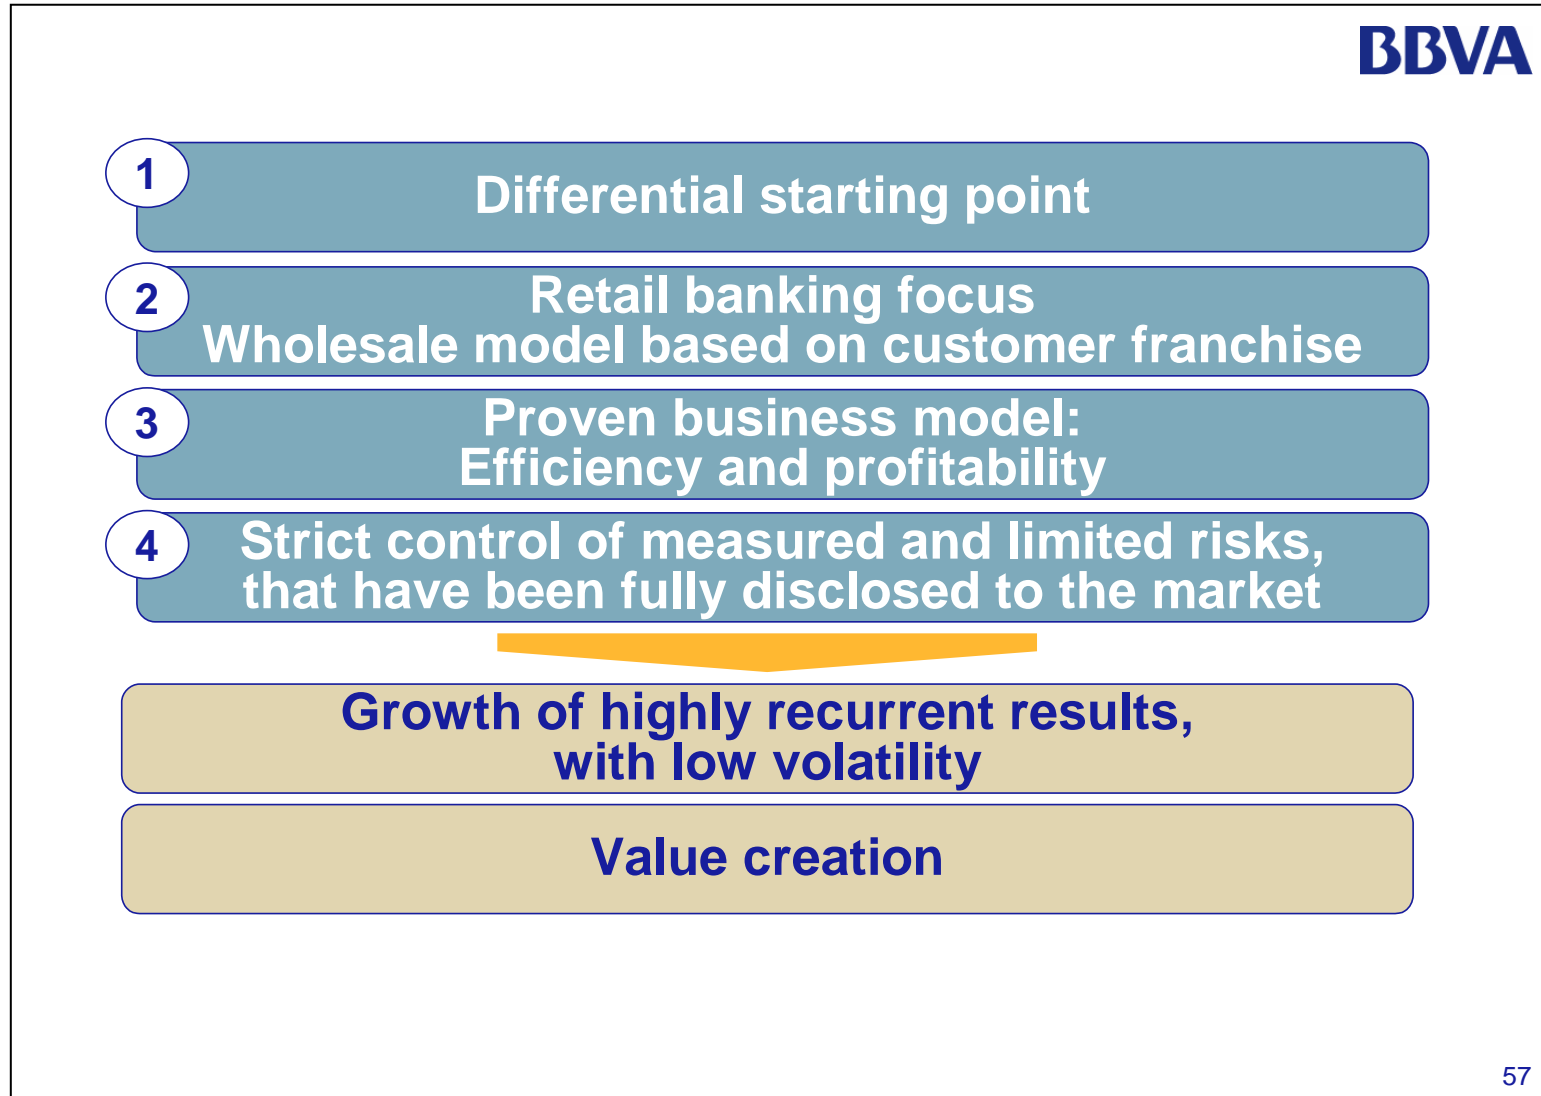 BBVA
1
Differential starting point
2
Retail banking focus
Wholesale model based on customer franchise
3
Proven business model:
Efficiency and profitability
4
Strict control of measured and limited risks,
that have been fully disclosed to the market
Growth of highly recurrent results,
with low volatility
Value creation
57